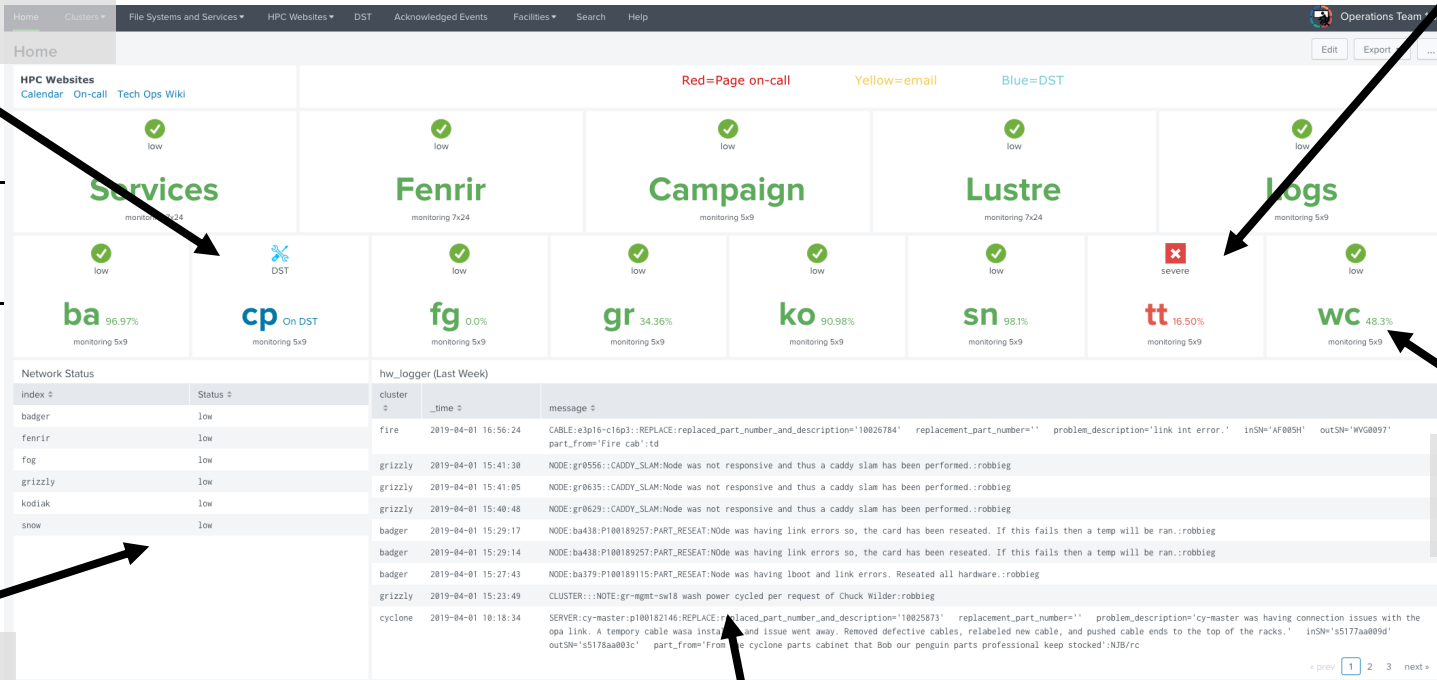 Home Clusters File Systems and Services HPC Websites DST Acknowledged Events Facilities Search Help Operations Team
Home Edit Export ...
HPC Websites
Calendar On-call Tech Ops Wiki
Red=Page on-call Yellow=email Blue=DST
low low low low low
Services Fenrir Campaign Lustre Logs
monitoring 7x24 monitoring 7x24 monitoring 5x9 monitoring 7x24 monitoring 5x9
low DST low low low low severe low
ba 96.97% cp On DST fg 0.0% gr 34.36% ko 90.98% sn 98.1% tt 16.50% wc 48.3%
monitoring 5x9 monitoring 5x9 monitoring 5x9 monitoring 5x9 monitoring 5x9 monitoring 5x9 monitoring 5x9 monitoring 5x9
Network Status
index Status
badger low
fenrir low
fog low
grizzly low
kodiak low
snow low
hw_logger (Last Week)
cluster _time message
fire 2019-04-01 16:56:24 CABLE:e3p16-c16p3::REPLACE:replaced_part_number_and_description='10026784' replacement_part_number='' problem_description='link int error.' inSN='AF005H' outSN='WVG0097'
part_from='Fire cab':td
grizzly 2019-04-01 15:41:30 NODE:gr0556::CADDY_SLAM:Node was not responsive and thus a caddy slam has been performed.:robbieg
grizzly 2019-04-01 15:41:05 NODE:gr0635::CADDY_SLAM:Node was not responsive and thus a caddy slam has been performed.:robbieg
grizzly 2019-04-01 15:40:48 NODE:gr0629::CADDY_SLAM:Node was not responsive and thus a caddy slam has been performed.:robbieg
badger 2019-04-01 15:29:17 NODE:ba438:P100189257:PART_RESEAT:NOde was having link errors so, the card has been reseated. If this fails then a temp will be ran.:robbieg
badger 2019-04-01 15:29:14 NODE:ba438:P100189257:PART_RESEAT:NOde was having link errors so, the card has been reseated. If this fails then a temp will be ran.:robbieg
badger 2019-04-01 15:27:43 NODE:ba379:P100189115:PART_RESEAT:Node was having lboot and link errors. Reseated all hardware.:robbieg
grizzly 2019-04-01 15:23:49 CLUSTER:::NOTE:gr-mgmt-sw18 wash power cycled per request of Chuck Wilder:robbieg
cyclone 2019-04-01 10:18:34 SERVER:cy-master:p100182146:REPLACE:replaced_part_number_and_description='10025873' replacement_part_number='' problem_description='cy-master was having connection issues with the
opa link. A tempory cable wasa and issue went away. Removed defective cables, relabeled new cable, and pushed cable ends to the top of the racks.' inSN='s5177aa009d'
outSN='s5178aa003c' part_from='From the cyclone parts cabinet that Bob our penguin parts professional keep stocked':NJB/rc
« prev 1 2 3 next »